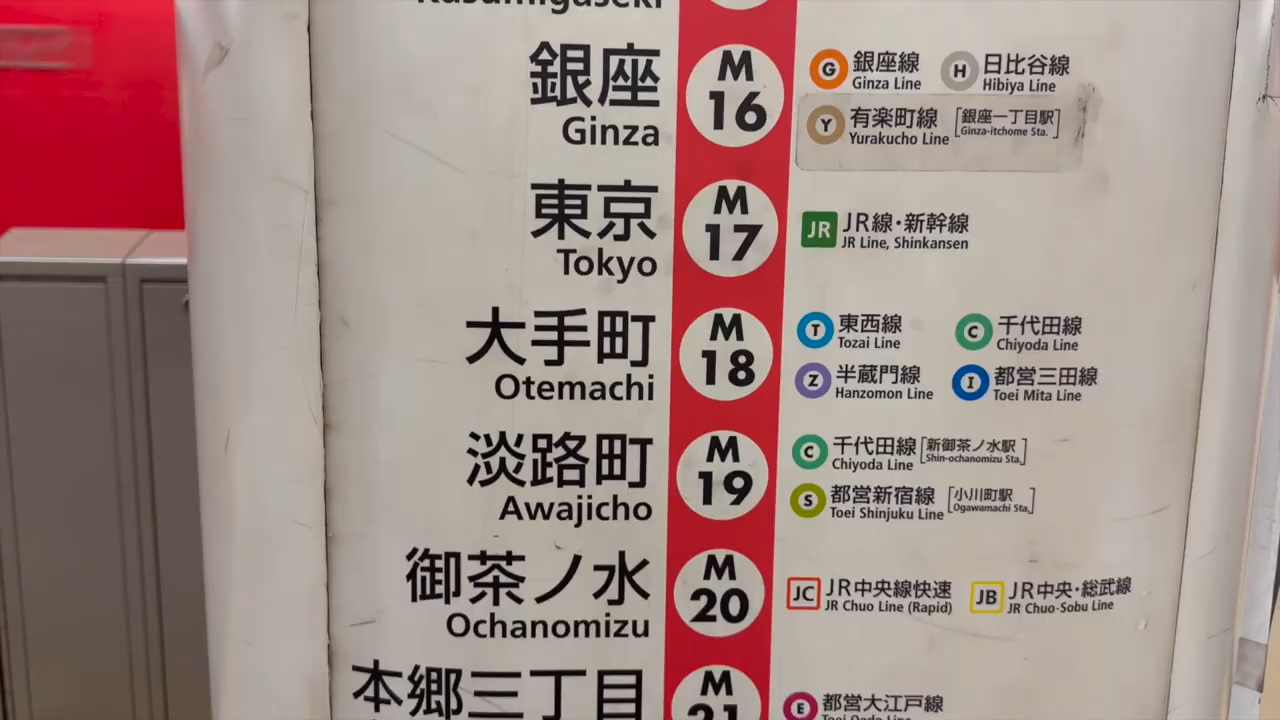 Kasumigaseki
銀座
Ginza
M
16
G 銀座線
Ginza Line
H 日比谷線
Hibiya Line
Y 有楽町線
Yurakucho Line
[銀座一丁目駅
Ginza-itchome Sta.]
東京
Tokyo
M
17
JR JR線・新幹線
JR Line, Shinkansen
大手町
Otemachi
M
18
T 東西線
Tozai Line
C 千代田線
Chiyoda Line
Z 半蔵門線
Hanzomon Line
I 都営三田線
Toei Mita Line
淡路町
Awajicho
M
19
C 千代田線
Chiyoda Line
[新御茶ノ水駅
Shin-ochanomizu Sta.]
S 都営新宿線
Toei Shinjuku Line
[小川町駅
Ogawamachi Sta.]
御茶ノ水
Ochanomizu
M
20
JC JR中央線快速
JR Chuo Line (Rapid)
JB JR中央・総武線
JR Chuo-Sobu Line
本郷三丁目
M
21
E 都営大江戸線
Toei Oedo Line